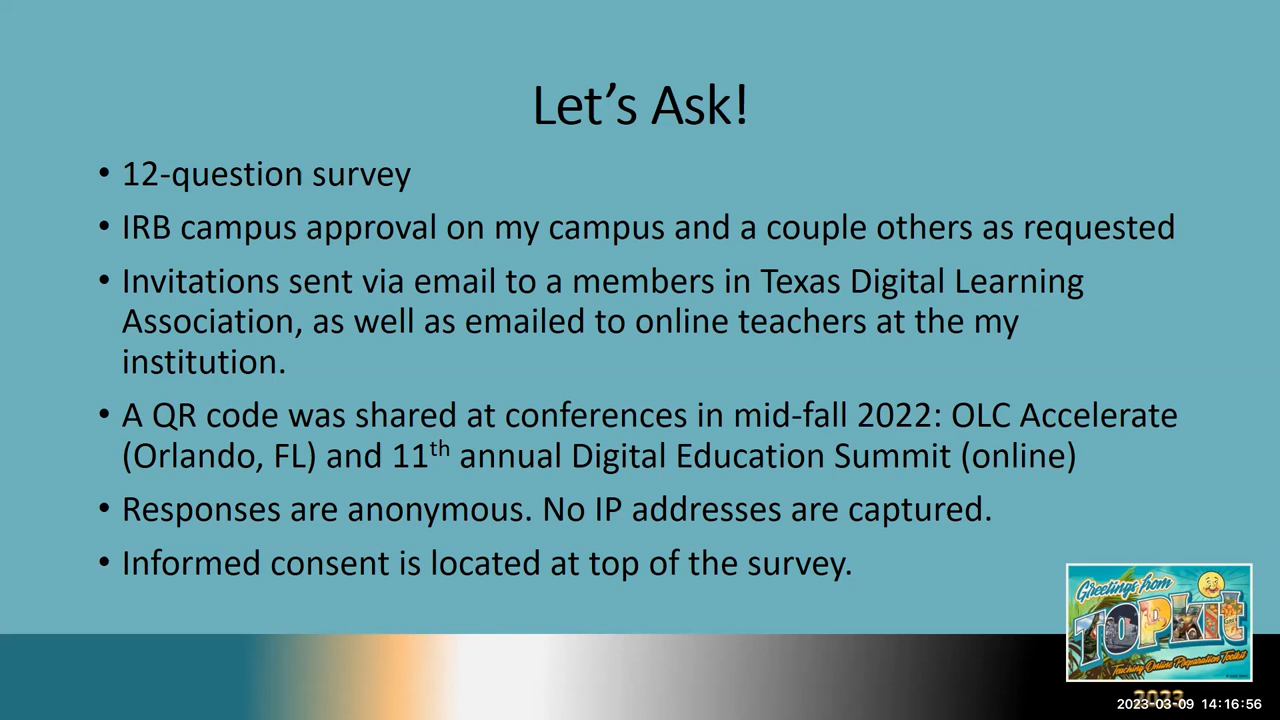 Let’s Ask!
• 12-question survey
• IRB campus approval on my campus and a couple others as requested
• Invitations sent via email to a members in Texas Digital Learning
Association, as well as emailed to online teachers at the my
institution.
• A QR code was shared at conferences in mid-fall 2022: OLC Accelerate
(Orlando, FL) and 11th annual Digital Education Summit (online)
• Responses are anonymous. No IP addresses are captured.
• Informed consent is located at top of the survey.
Greetings from
TOPkit
Teaching Online Preparation Toolkit
2023
2023-03-09 14:16:56